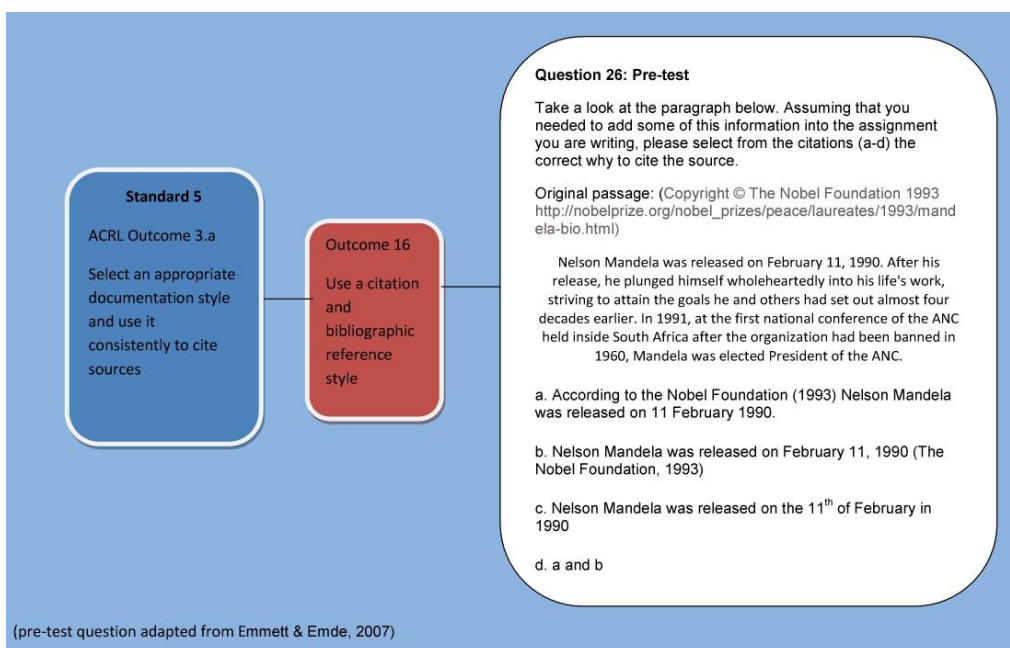 Standard 5
ACRL Outcome 3.a
Select an appropriate
documentation style
and use it
consistently to cite
sources
Outcome 16
Use a citation
and
bibliographic
reference
style
Question 26: Pre-test
Take a look at the paragraph below. Assuming that you
needed to add some of this information into the assignment
you are writing, please select from the citations (a-d) the
correct why to cite the source.
Original passage: (Copyright © The Nobel Foundation 1993
http://nobelprize.org/nobel_prizes/peace/laureates/1993/mand
ela-bio.html)
Nelson Mandela was released on February 11, 1990. After his
release, he plunged himself wholeheartedly into his life's work,
striving to attain the goals he and others had set out almost four
decades earlier. In 1991, at the first national conference of the ANC
held inside South Africa after the organization had been banned in
1960, Mandela was elected President of the ANC.
a. According to the Nobel Foundation (1993) Nelson Mandela
was released on 11 February 1990.
b. Nelson Mandela was released on February 11, 1990 (The
Nobel Foundation, 1993)
c. Nelson Mandela was released on the 11th of February in
1990
d. a and b
(pre-test question adapted from Emmett & Emde, 2007)